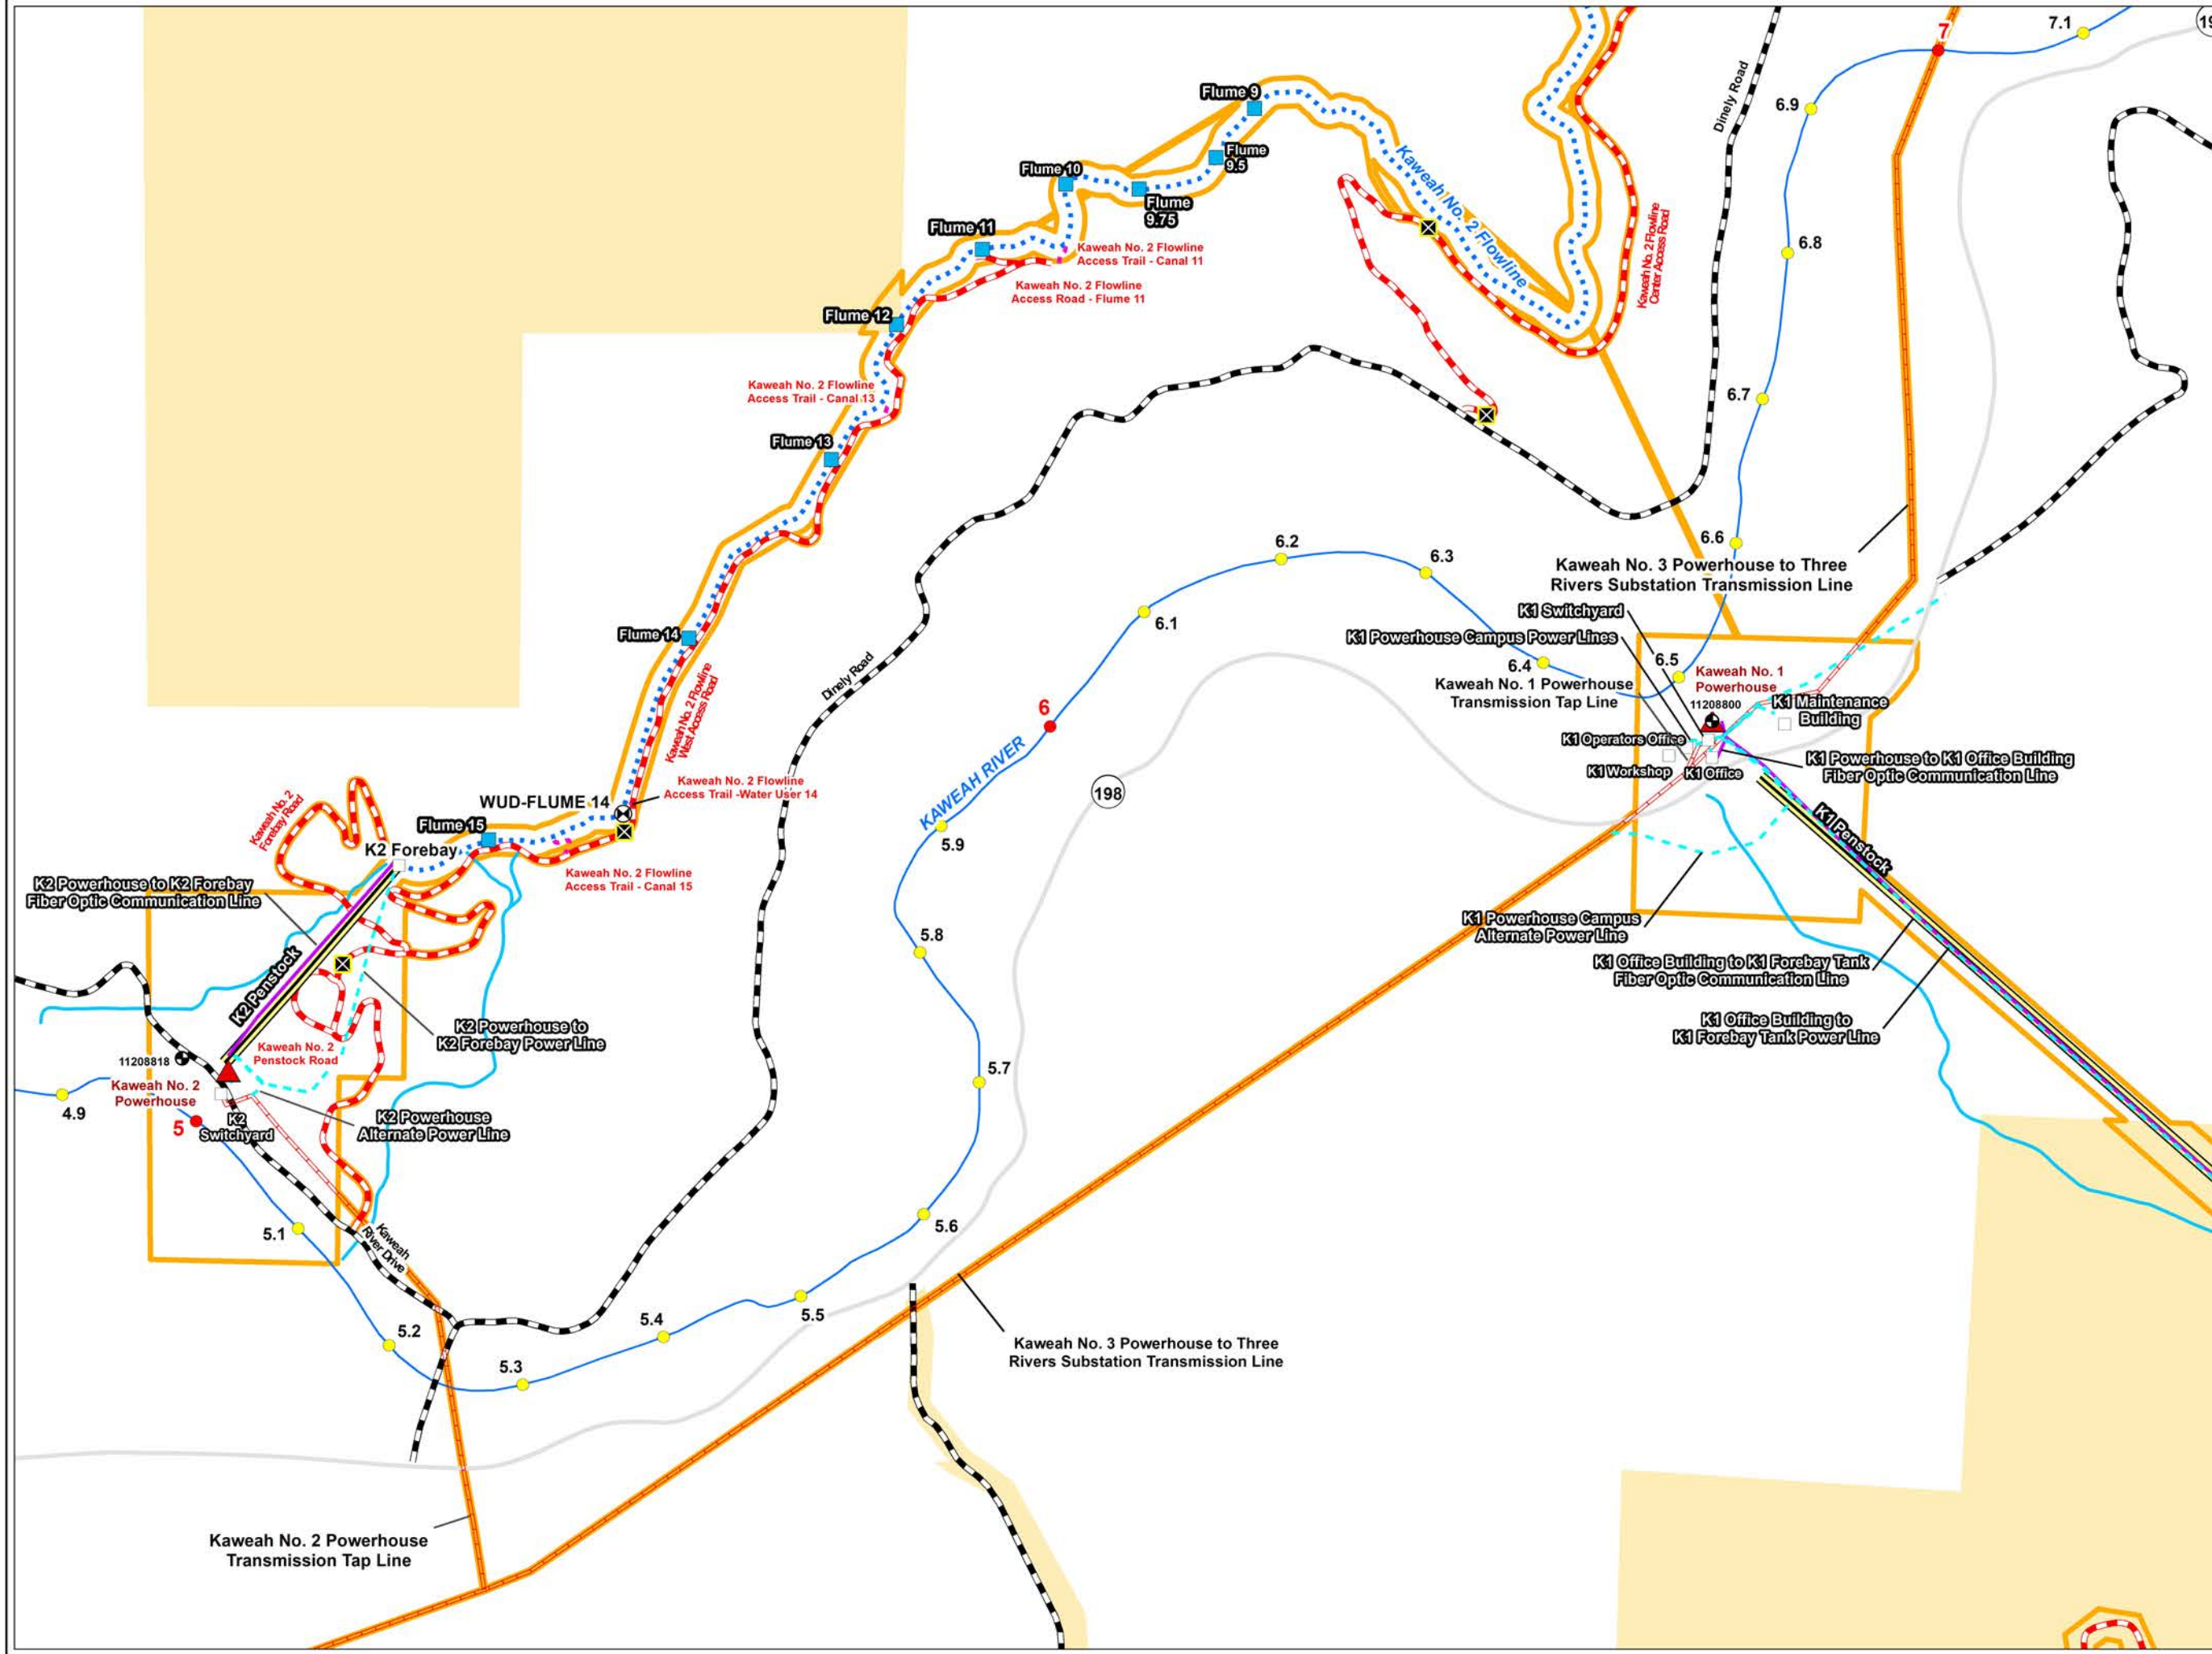 7
7.1
Flume 9
Dinely Road
6.9
Flume
9.5
Flume 10
Kaweah No. 2 Flowline
Flume
9.75
Flume 11
Kaweah No. 2 Flowline
Access Trail - Canal 11
Kaweah No. 2 Flowline
Center Access Road
6.8
Kaweah No. 2 Flowline
Access Road - Flume 11
Flume 12
Kaweah No. 2 Flowline
Access Trail - Canal 13
6.7
Flume 13
6.2
6.3
6.6
Kaweah No. 3 Powerhouse to Three
Rivers Substation Transmission Line
K1 Switchyard
6.1
Flume 14
K1 Powerhouse Campus Power Lines
6.4
6.5
Kaweah No. 1
Powerhouse
Kaweah No. 1 Powerhouse
Transmission Tap Line
Dinely Road
Kaweah No. 2 Flowline
West Access Road
11208800
K1 Maintenance
Building
6
KAWEAH RIVER
K1 Operators Office
K1 Workshop
K1 Office
K1 Powerhouse to K1 Office Building
Fiber Optic Communication Line
198
Kaweah No. 2 Flowline
Access Trail -Water User 14
WUD-FLUME 14
Kaweah No. 2
Forebay Road
Flume 15
5.9
K1 Penstock
K2 Forebay
Kaweah No. 2 Flowline
Access Trail - Canal 15
K2 Powerhouse to K2 Forebay
Fiber Optic Communication Line
K1 Powerhouse Campus
Alternate Power Line
5.8
K2 Penstock
K1 Office Building to K1 Forebay Tank
Fiber Optic Communication Line
K2 Powerhouse to
K2 Forebay Power Line
K1 Office Building to
K1 Forebay Tank Power Line
Kaweah No. 2
Penstock Road
11208818
5.7
Kaweah No. 2
Powerhouse
4.9
5
K2
Switchyard
K2 Powerhouse
Alternate Power Line
5.1
Kaweah
River Drive
5.6
5.5
5.4
5.2
5.3
Kaweah No. 3 Powerhouse to Three
Rivers Substation Transmission Line
Kaweah No. 2 Powerhouse
Transmission Tap Line